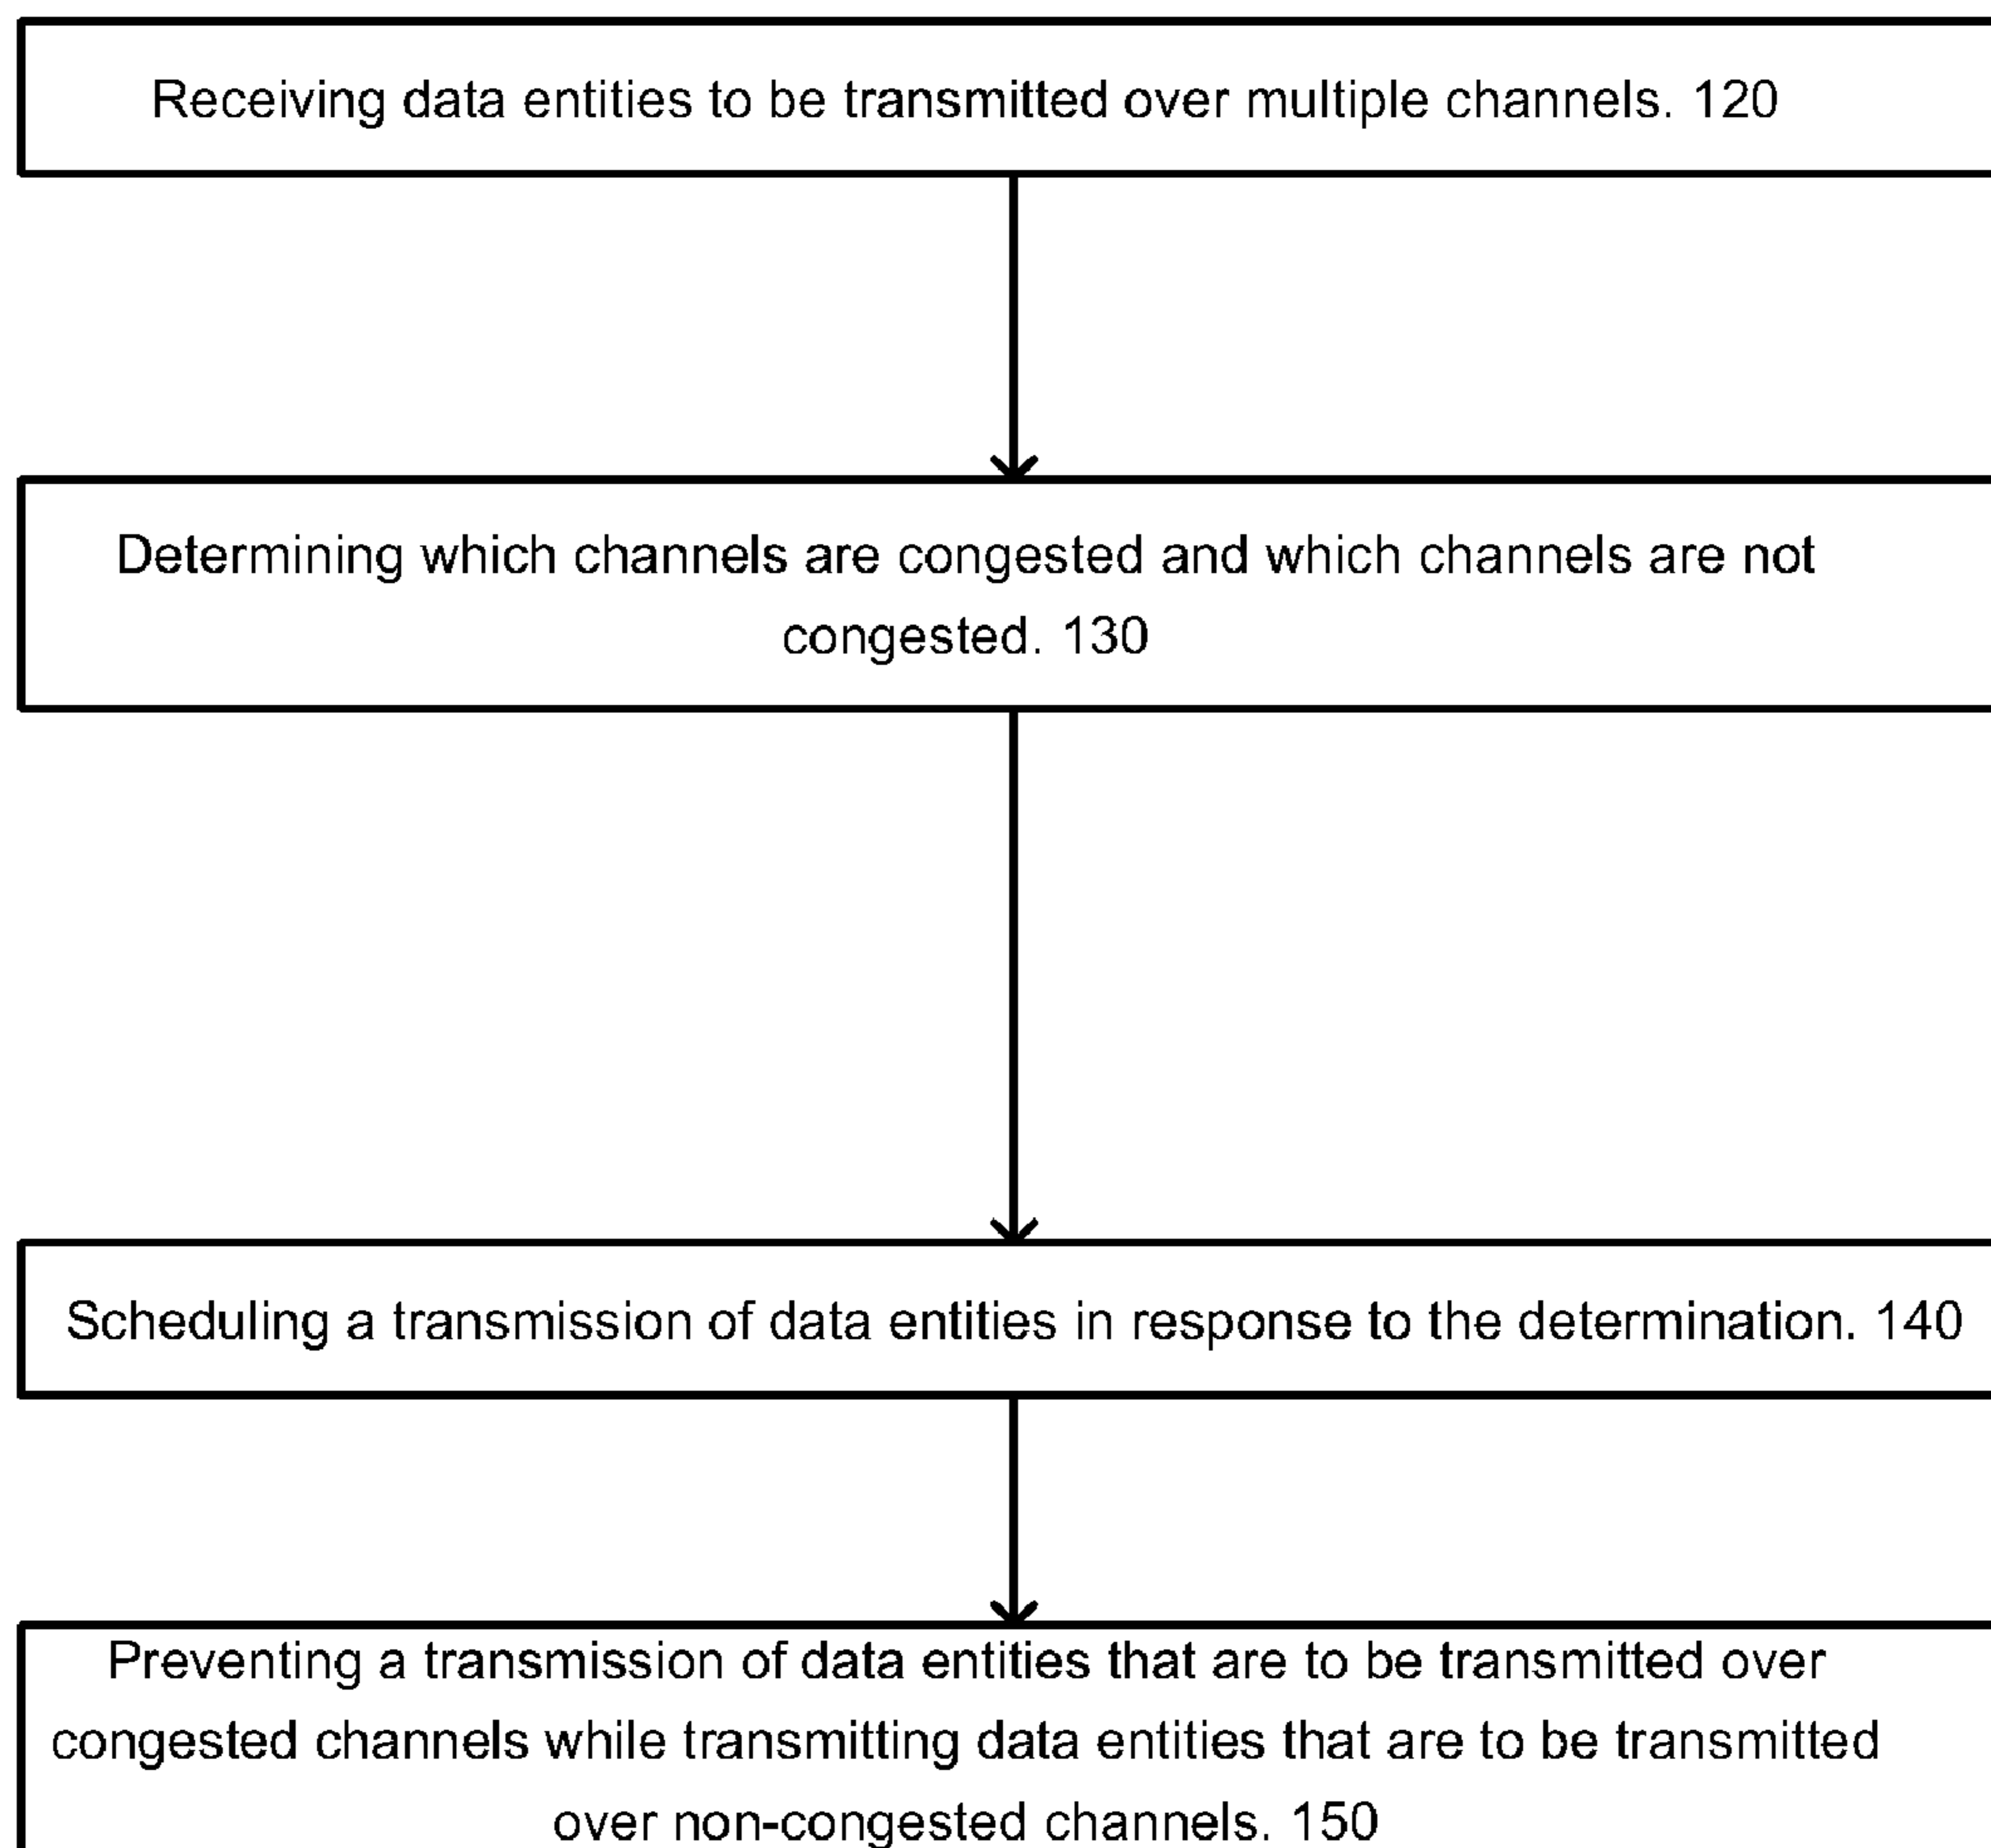 Receiving data entities to be transmitted over multiple channels. 120
Determining which channels are congested and which channels are not
congested. 130
Scheduling a transmission of data entities in response to the determination. 140
Preventing a transmission of data entities that are to be transmitted over
congested channels while transmitting data entities that are to be transmitted
over non-congested channels. 150